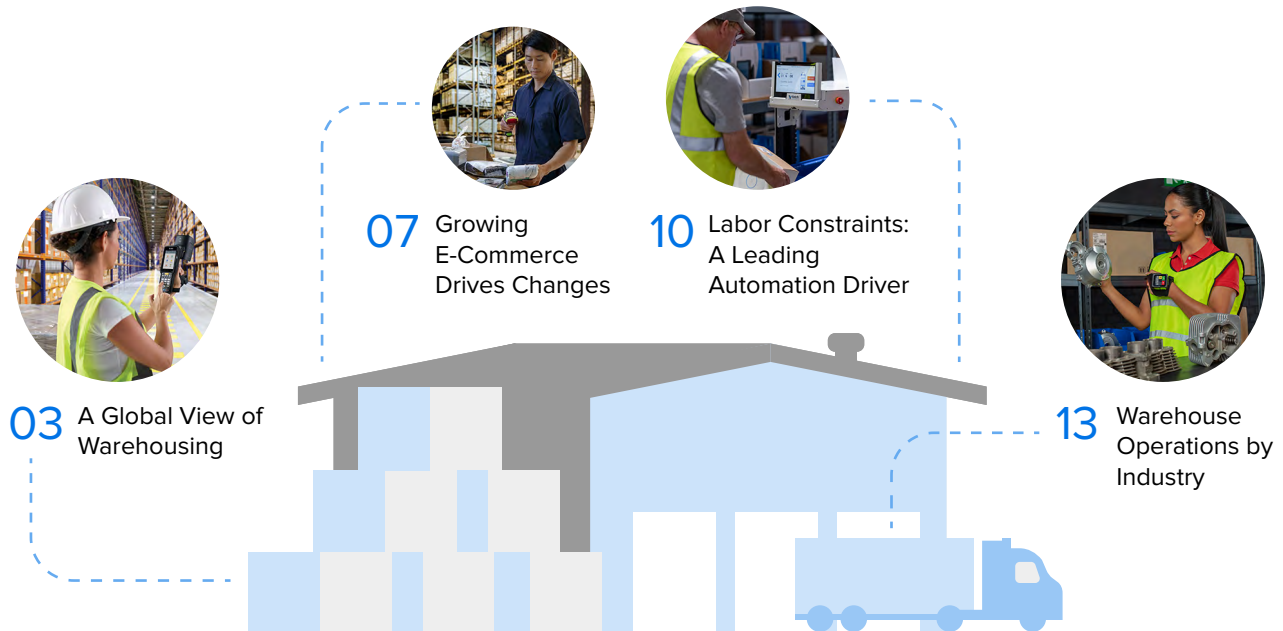 03
A Global View of
Warehousing
07
Growing
E-Commerce
Drives Changes
10
Labor Constraints:
A Leading
Automation Driver
13
Warehouse
Operations by
Industry